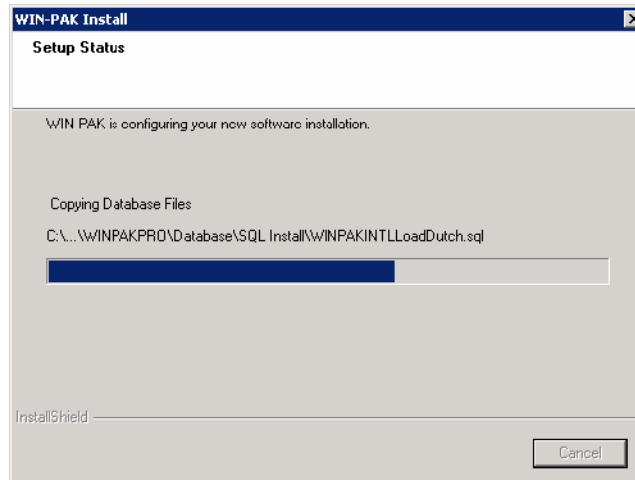 WIN-PAK Install
Setup Status
WIN PAK is configuring your new software installation.
Copying Database Files
C:\...\WINPAKPRO\Database\SQL Install\WINPAKINTLLoadDutch.sql
InstallShield
Cancel